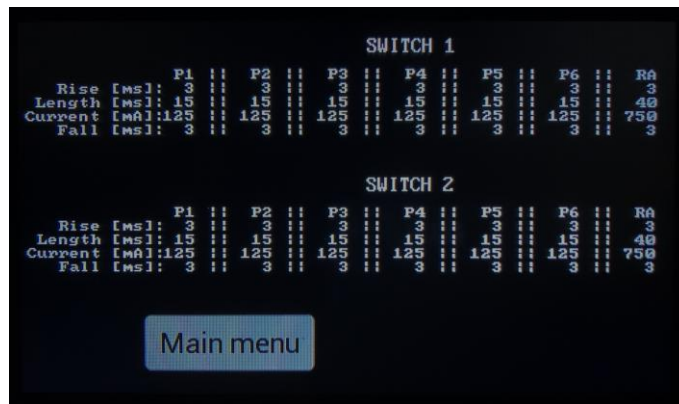 SWITCH 1
P1 || P2 || P3 || P4 || P5 || P6 || RA
Rise [ms]: 3 || 3 || 3 || 3 || 3 || 3 || 3
Length [ms]: 15 || 15 || 15 || 15 || 15 || 15 || 40
Current [mA]:125 || 125 || 125 || 125 || 125 || 125 || 750
Fall [ms]: 3 || 3 || 3 || 3 || 3 || 3 || 3
SWITCH 2
P1 || P2 || P3 || P4 || P5 || P6 || RA
Rise [ms]: 3 || 3 || 3 || 3 || 3 || 3 || 3
Length [ms]: 15 || 15 || 15 || 15 || 15 || 15 || 40
Current [mA]:125 || 125 || 125 || 125 || 125 || 125 || 750
Fall [ms]: 3 || 3 || 3 || 3 || 3 || 3 || 3
Main menu